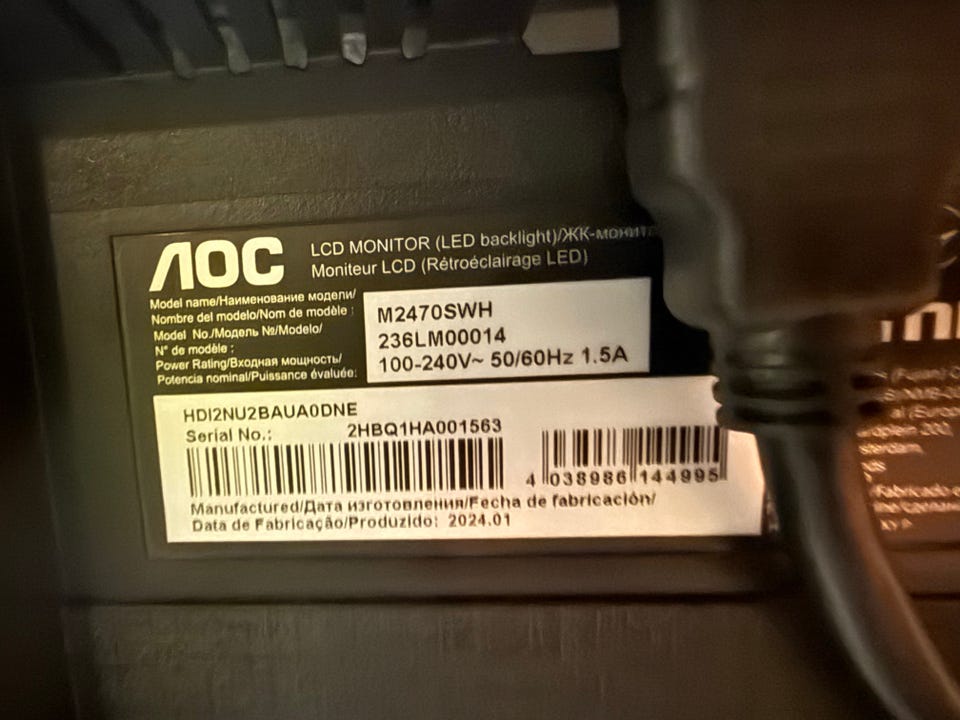 AOC
LCD MONITOR (LED backlight)/ЖК-монит
Moniteur LCD (Rétroéclairage LED)
Model name/Наименование модели/
Nombre del modelo/Nom de modèle :
Model No./Модель №/Modelo/
N° de modèle :
Power Rating/Входная мощность/
Potencia nominal/Puissance évaluée:
M2470SWH
236LM00014
100-240V~ 50/60Hz 1.5A
HDI2NU2BAUA0DNE
Serial No.: 2HBQ1HA001563
4 038986 144995
Manufactured/Дата изготовления/Fecha de fabricación/
Data de Fabricação/Produzido: 2024.01